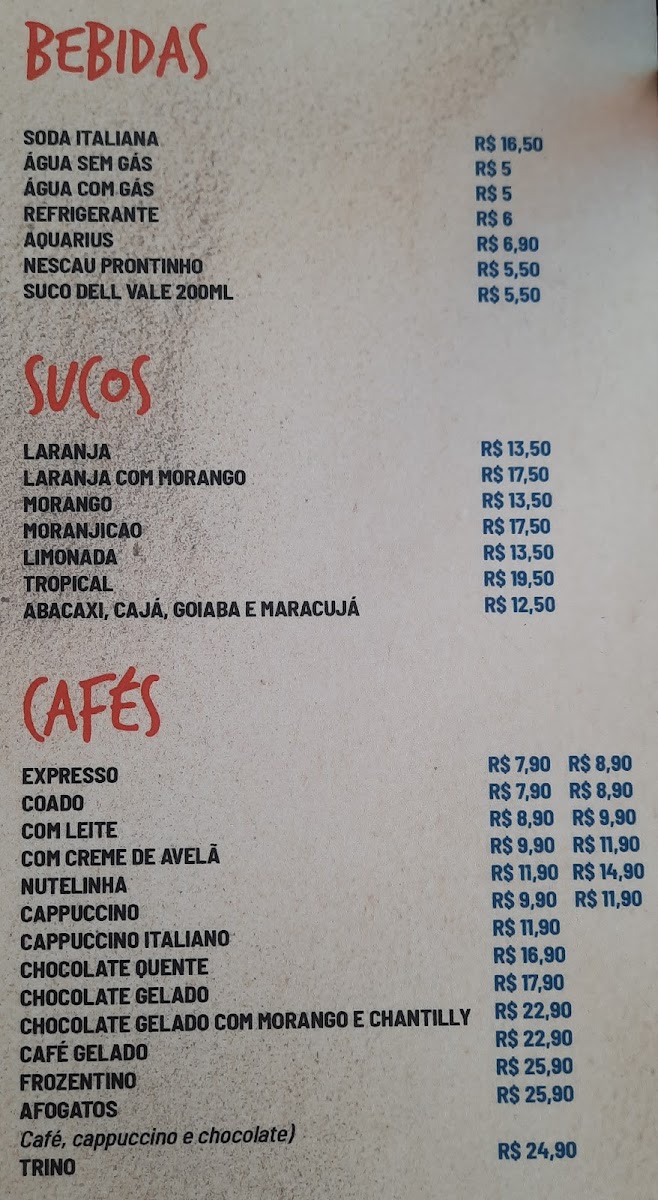 BEBIDAS
SODA ITALIANA R$ 16,50
ÁGUA SEM GÁS R$ 5
ÁGUA COM GÁS R$ 5
REFRIGERANTE R$ 6
AQUARIUS R$ 6,90
NESCAU PRONTINHO R$ 5,50
SUCO DELL VALE 200ML R$ 5,50
SUCOS
LARANJA R$ 13,50
LARANJA COM MORANGO R$ 17,50
MORANGO R$ 13,50
MORANJICAO R$ 17,50
LIMONADA R$ 13,50
TROPICAL R$ 19,50
ABACAXI, CAJÁ, GOIABA E MARACUJÁ R$ 12,50
CAFÉS
EXPRESSO R$ 7,90 R$ 8,90
COADO R$ 7,90 R$ 8,90
COM LEITE R$ 8,90 R$ 9,90
COM CREME DE AVELÃ R$ 9,90 R$ 11,90
NUTELINHA R$ 11,90 R$ 14,90
CAPPUCCINO R$ 9,90 R$ 11,90
CAPPUCCINO ITALIANO R$ 11,90
CHOCOLATE QUENTE R$ 16,90
CHOCOLATE GELADO R$ 17,90
CHOCOLATE GELADO COM MORANGO E CHANTILLY R$ 22,90
CAFÉ GELADO R$ 22,90
FROZENTINO R$ 25,90
AFOGATOS R$ 25,90
Café, cappuccino e chocolate)
TRINO R$ 24,90